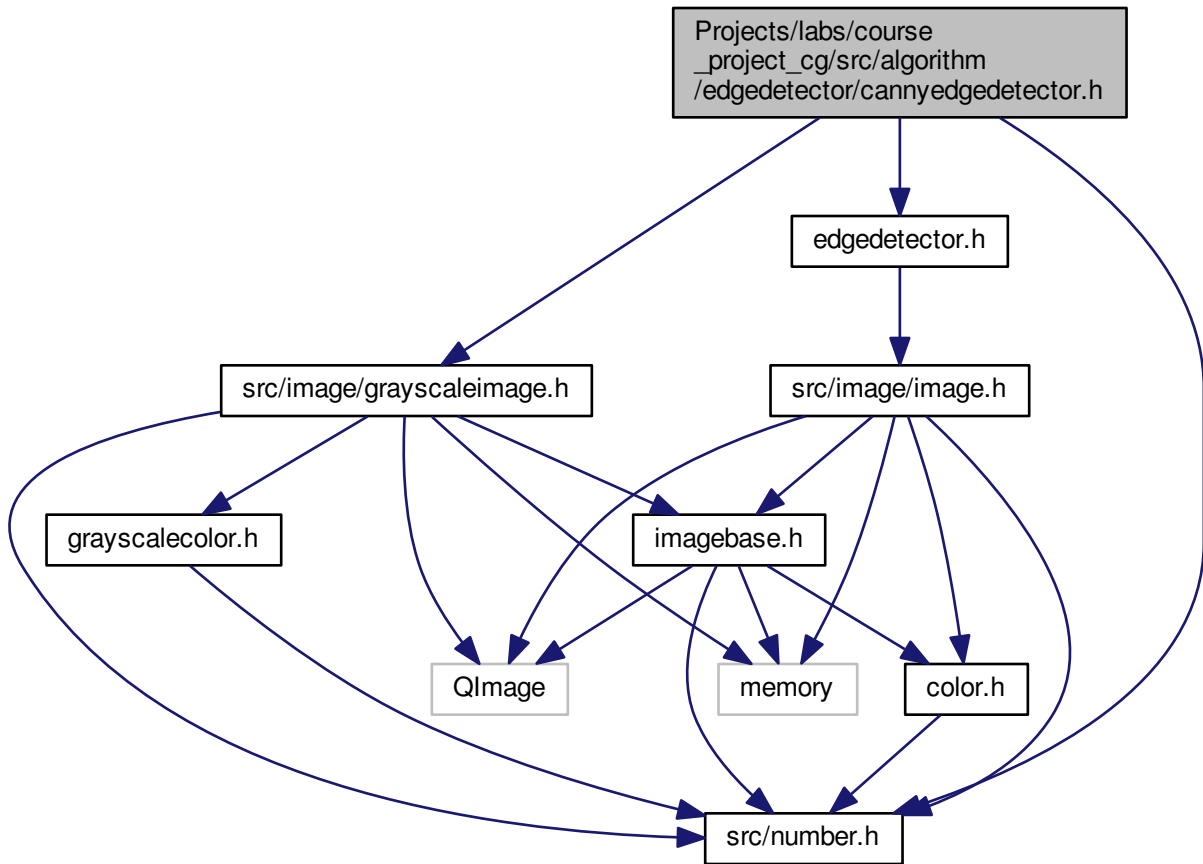 Projects/labs/course
_project_cg/src/algorithm
/edgedetector/cannyedgedetector.h
edgedetector.h
src/image/grayscaleimage.h
src/image/image.h
grayscalecolor.h
imagebase.h
QImage
memory
color.h
src/number.h